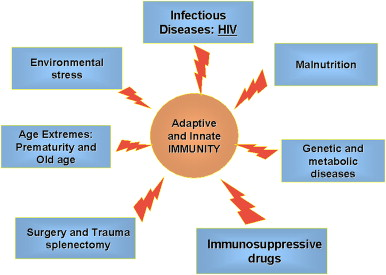 Infectious
Diseases: HIV
Environmental
stress
Malnutrition
Adaptive
and Innate
IMMUNITY
Age Extremes:
Prematurity and
Old age
Genetic and
metabolic
diseases
Surgery and Trauma
splenectomy
Immunosuppressive
drugs